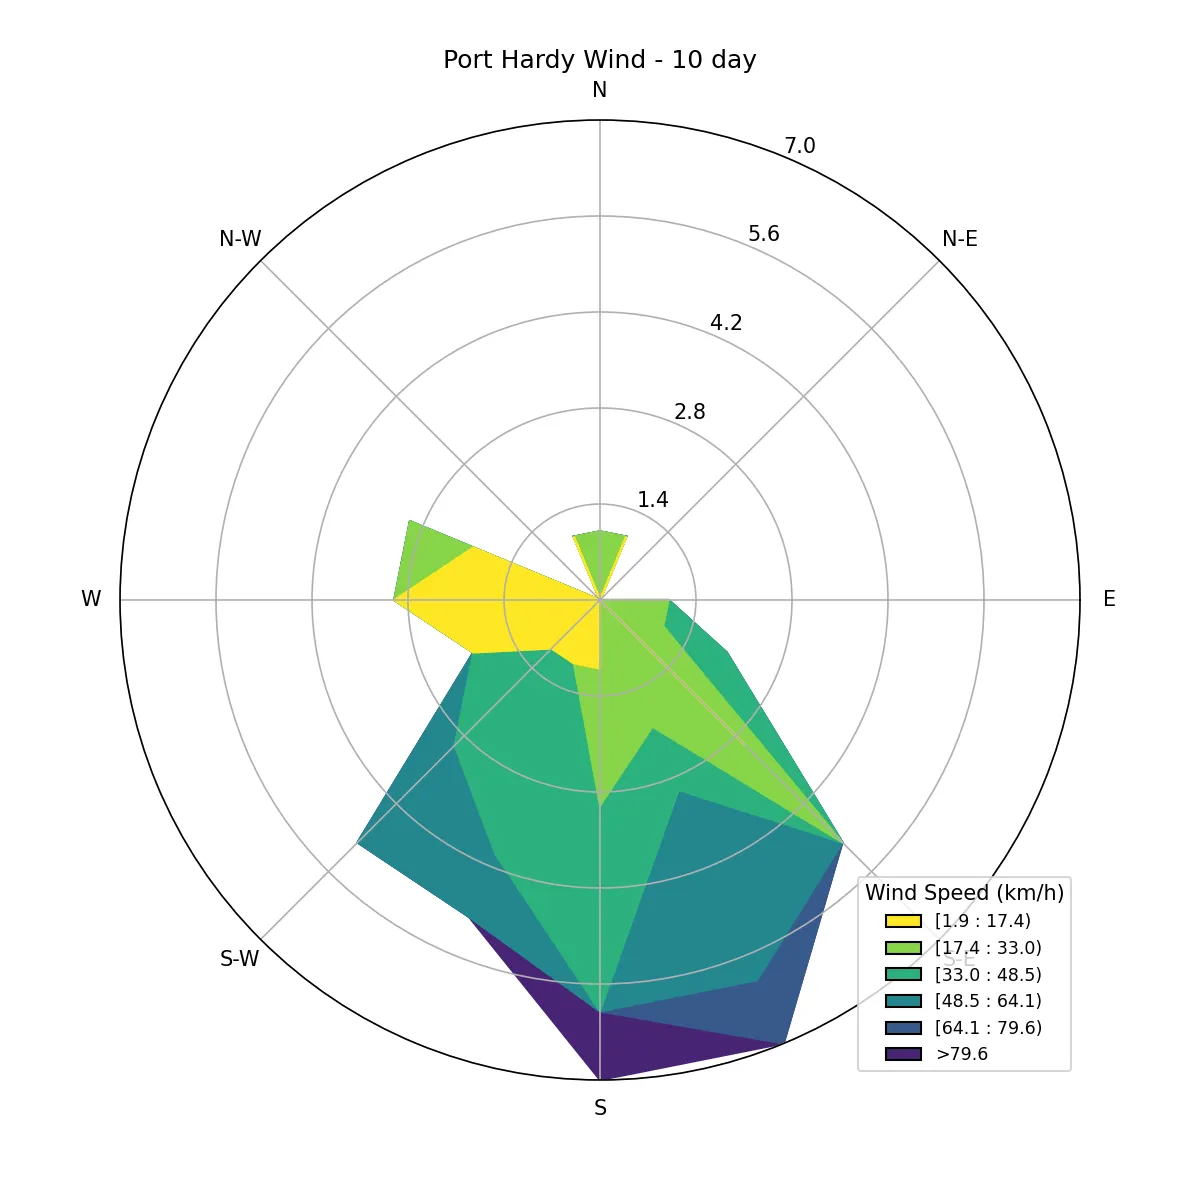 Port Hardy Wind - 10 day
N
7.0
N-W
N-E
5.6
4.2
2.8
1.4
W
E
Wind Speed (km/h)
[1.9 : 17.4)
[17.4 : 33.0)
[33.0 : 48.5)
[48.5 : 64.1)
[64.1 : 79.6)
>79.6
S-W
S-E
S